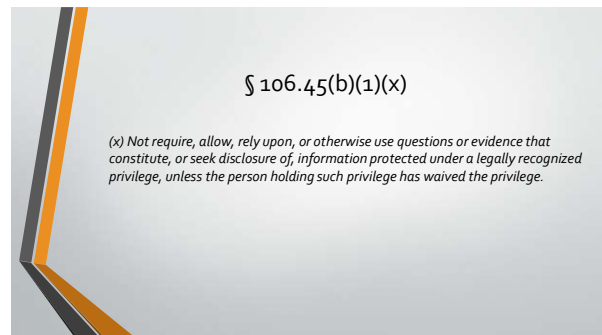 § 106.45(b)(1)(x)
(x) Not require, allow, rely upon, or otherwise use questions or evidence that
constitute, or seek disclosure of, information protected under a legally recognized
privilege, unless the person holding such privilege has waived the privilege.